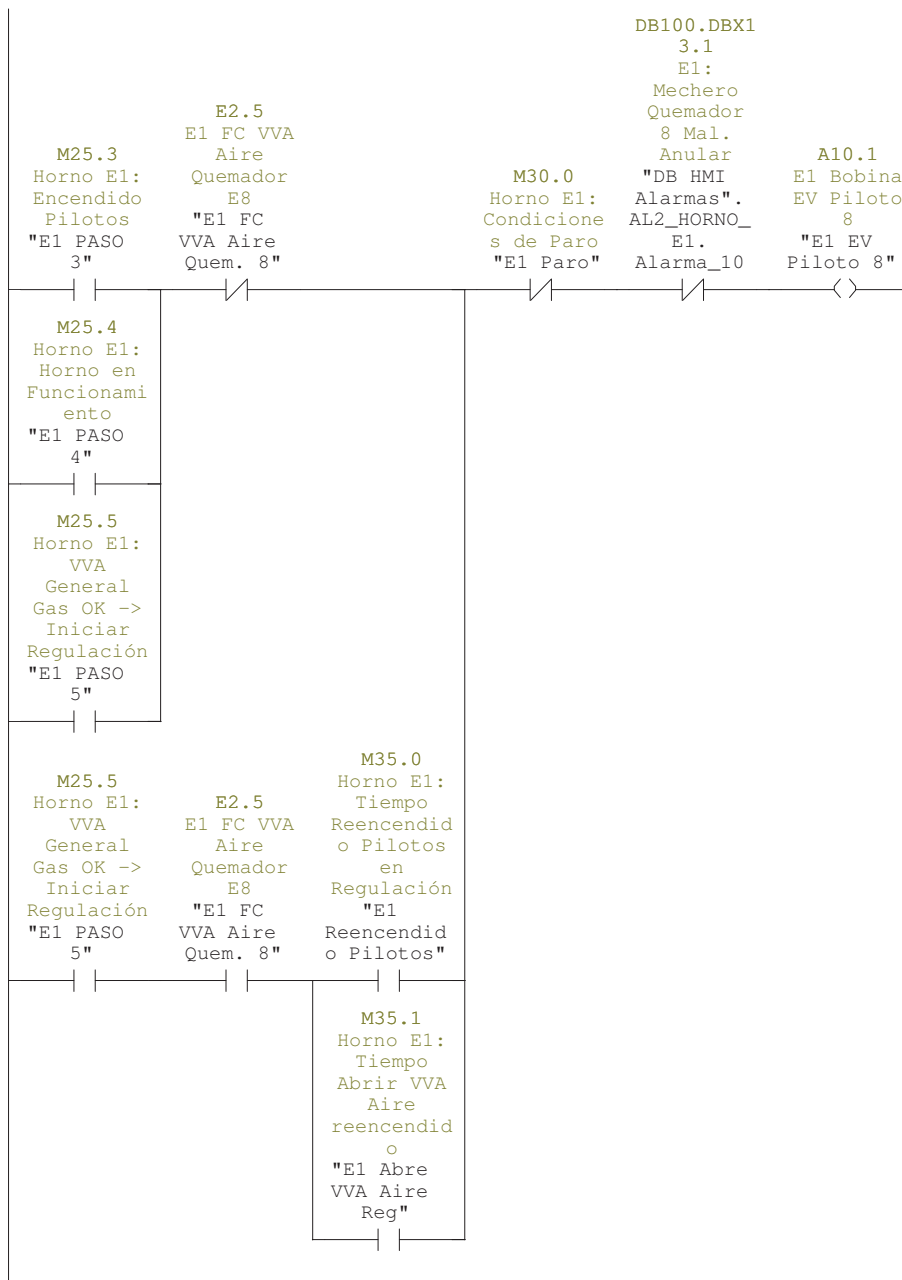 DB100.DBX1
3.1
E1:
Mechero
Quemador
8 Mal.
Anular
"DB HMI
Alarmas".
AL2_HORNO_
E1.
Alarma_10
E2.5
E1 FC VVA
Aire
Quemador
E8
"E1 FC
VVA Aire
Quem. 8"
M25.3
Horno E1:
Encendido
Pilotos
"E1 PASO
3"
M30.0
Horno E1:
Condicione
s de Paro
"E1 Paro"
A10.1
E1 Bobina
EV Piloto
8
"E1 EV
Piloto 8"
M25.4
Horno E1:
Horno en
Funcionami
ento
"E1 PASO
4"
M25.5
Horno E1:
VVA
General
Gas OK ->
Iniciar
Regulación
"E1 PASO
5"
M25.5
Horno E1:
VVA
General
Gas OK ->
Iniciar
Regulación
"E1 PASO
5"
E2.5
E1 FC VVA
Aire
Quemador
E8
"E1 FC
VVA Aire
Quem. 8"
M35.0
Horno E1:
Tiempo
Reencendid
o Pilotos
en
Regulación
"E1
Reencendid
o Pilotos"
M35.1
Horno E1:
Tiempo
Abrir VVA
Aire
reencendid
o
"E1 Abre
VVA Aire
Reg"